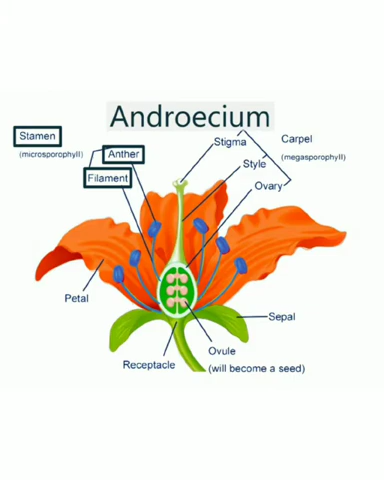 Androecium
Stamen
(microsporophyll)
Anther
Filament
Stigma
Style
Ovary
Carpel
(megasporophyll)
Petal
Sepal
Receptacle
Ovule
(will become a seed)